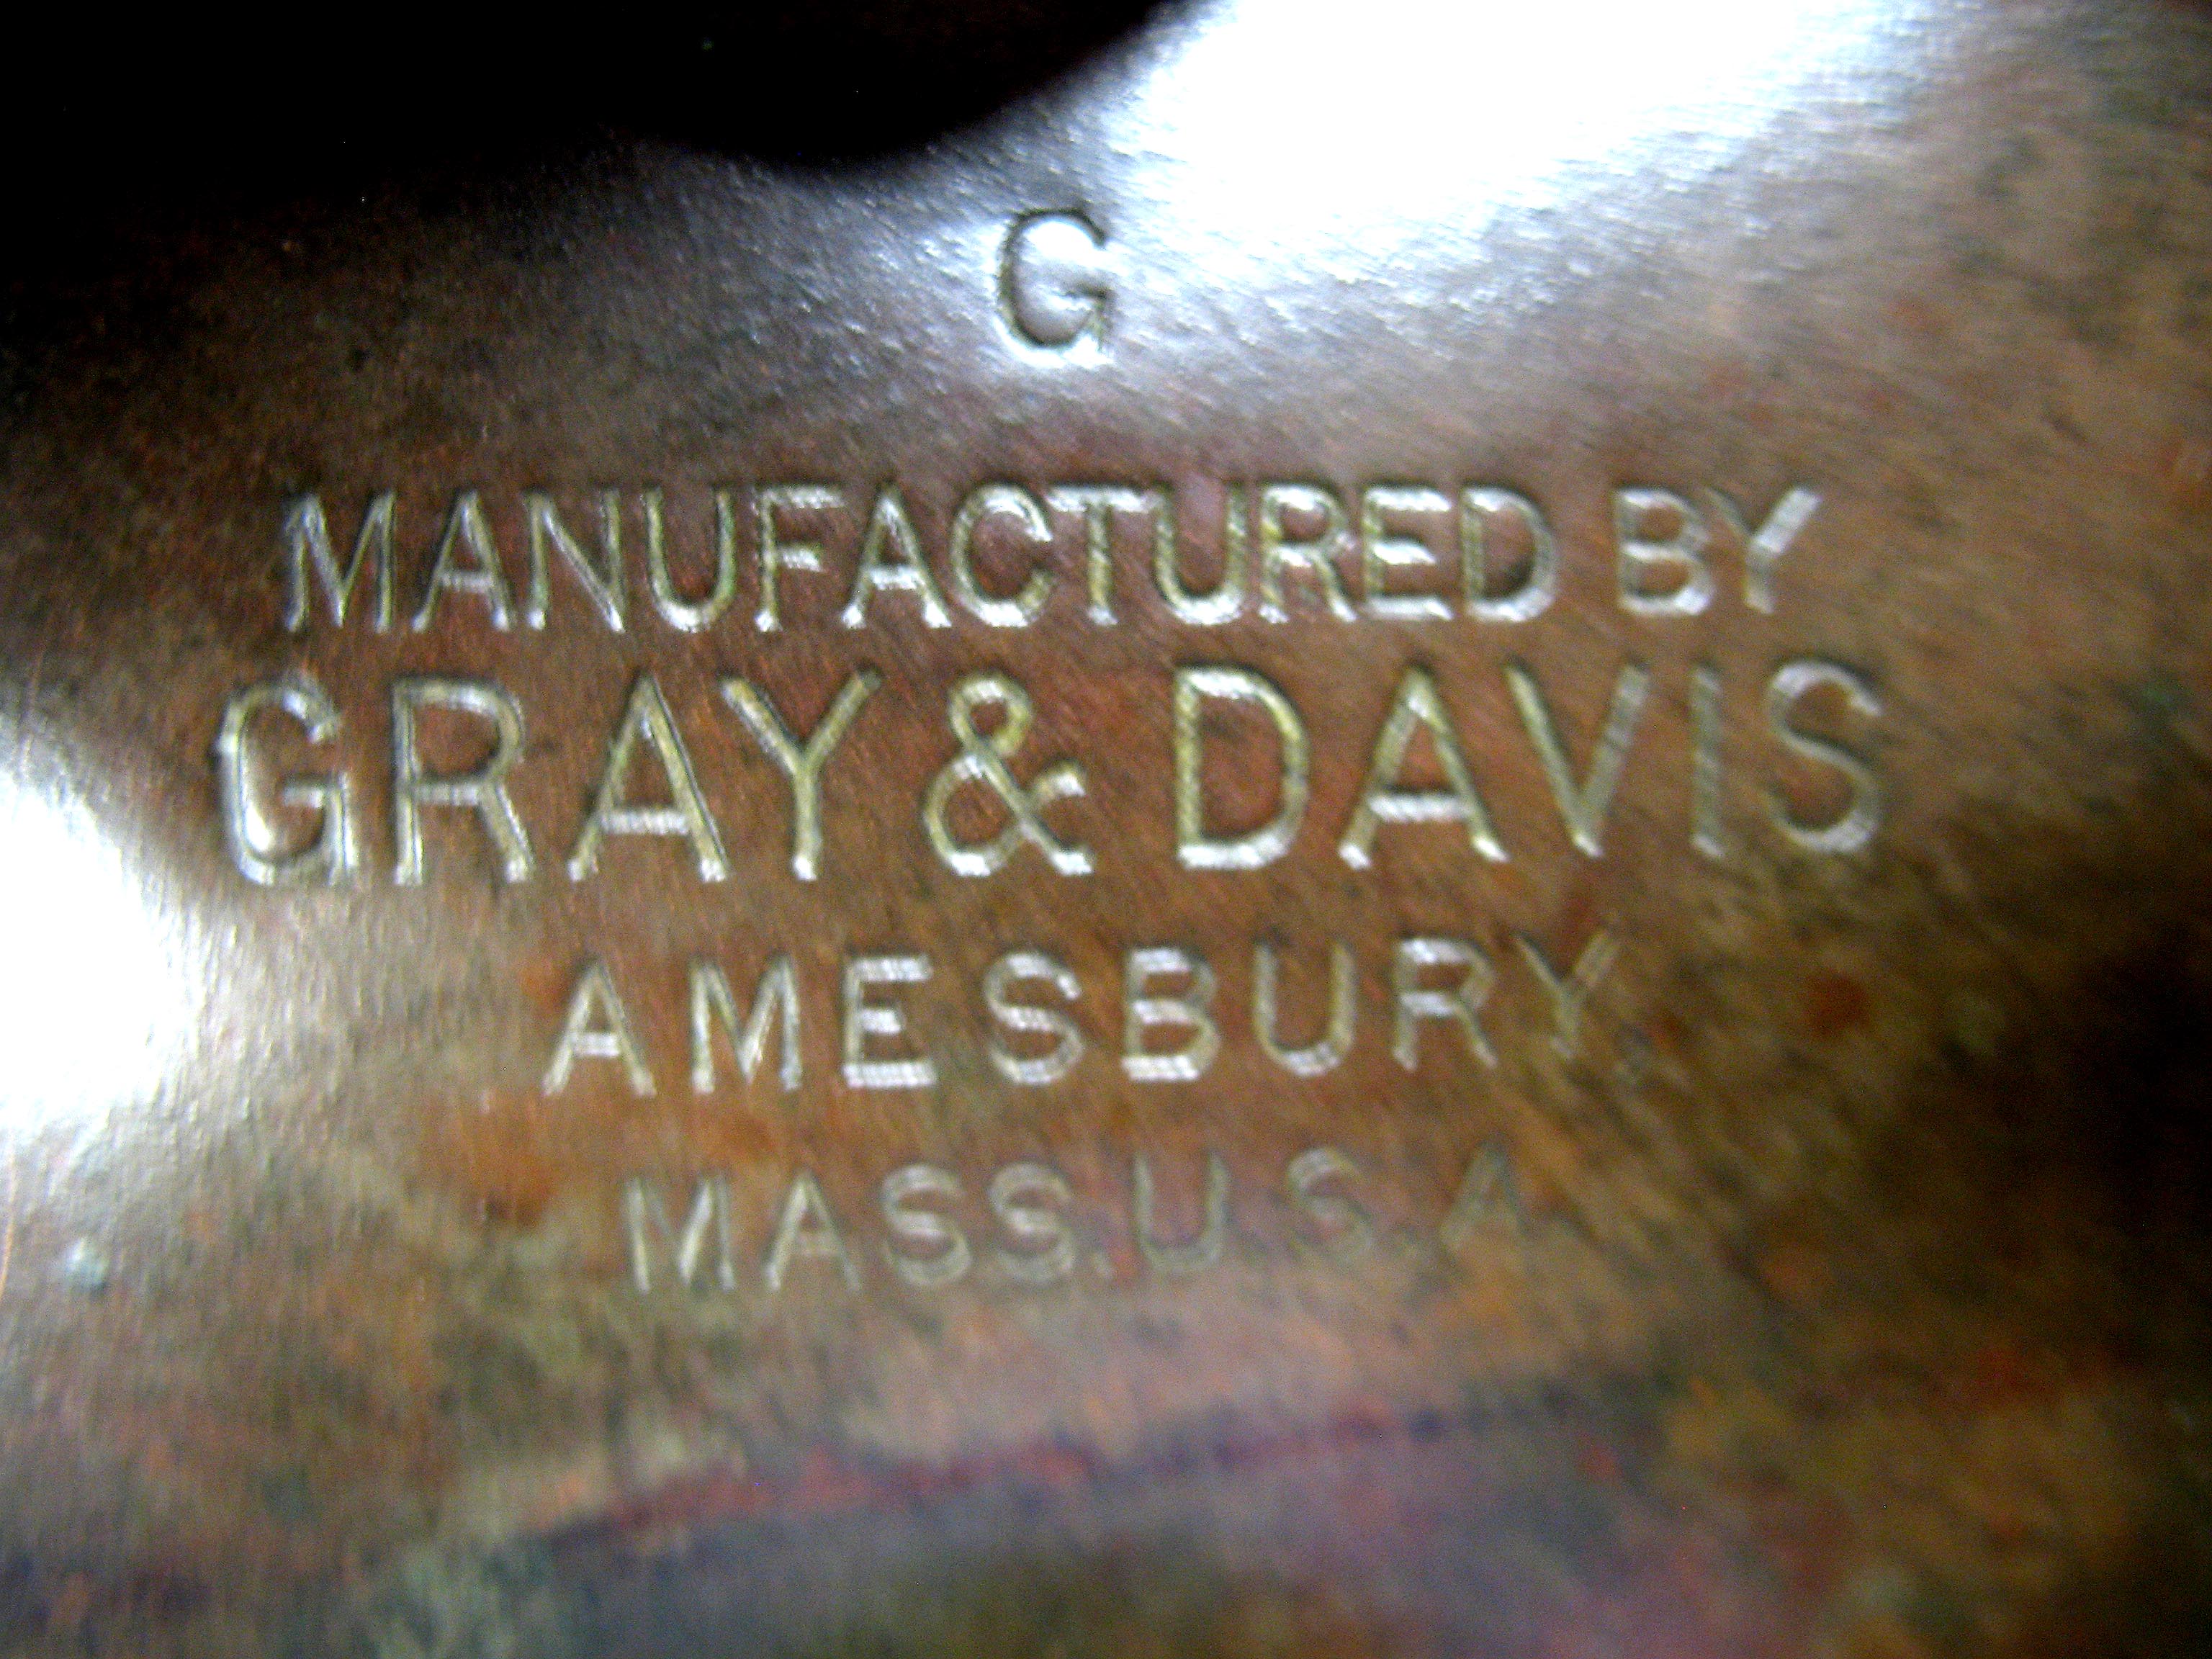 G
MANUFACTURED BY
GRAY & DAVIS
AMESBURY,
MASS. U.S.A.